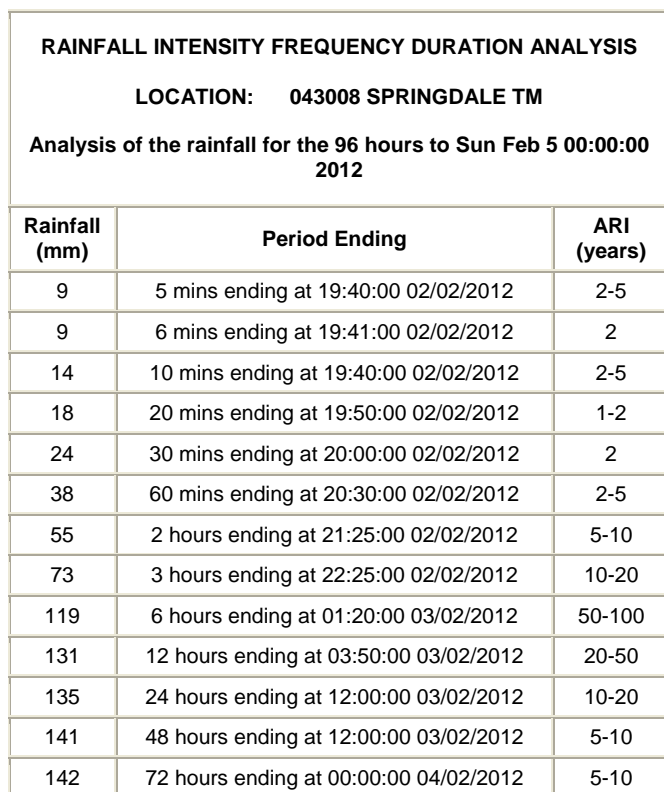 RAINFALL INTENSITY FREQUENCY DURATION ANALYSIS
LOCATION: 043008 SPRINGDALE TM
Analysis of the rainfall for the 96 hours to Sun Feb 5 00:00:00
2012
Rainfall (mm) Period Ending ARI (years)
9 5 mins ending at 19:40:00 02/02/2012 2-5
9 6 mins ending at 19:41:00 02/02/2012 2
14 10 mins ending at 19:40:00 02/02/2012 2-5
18 20 mins ending at 19:50:00 02/02/2012 1-2
24 30 mins ending at 20:00:00 02/02/2012 2
38 60 mins ending at 20:30:00 02/02/2012 2-5
55 2 hours ending at 21:25:00 02/02/2012 5-10
73 3 hours ending at 22:25:00 02/02/2012 10-20
119 6 hours ending at 01:20:00 03/02/2012 50-100
131 12 hours ending at 03:50:00 03/02/2012 20-50
135 24 hours ending at 12:00:00 03/02/2012 10-20
141 48 hours ending at 12:00:00 03/02/2012 5-10
142 72 hours ending at 00:00:00 04/02/2012 5-10